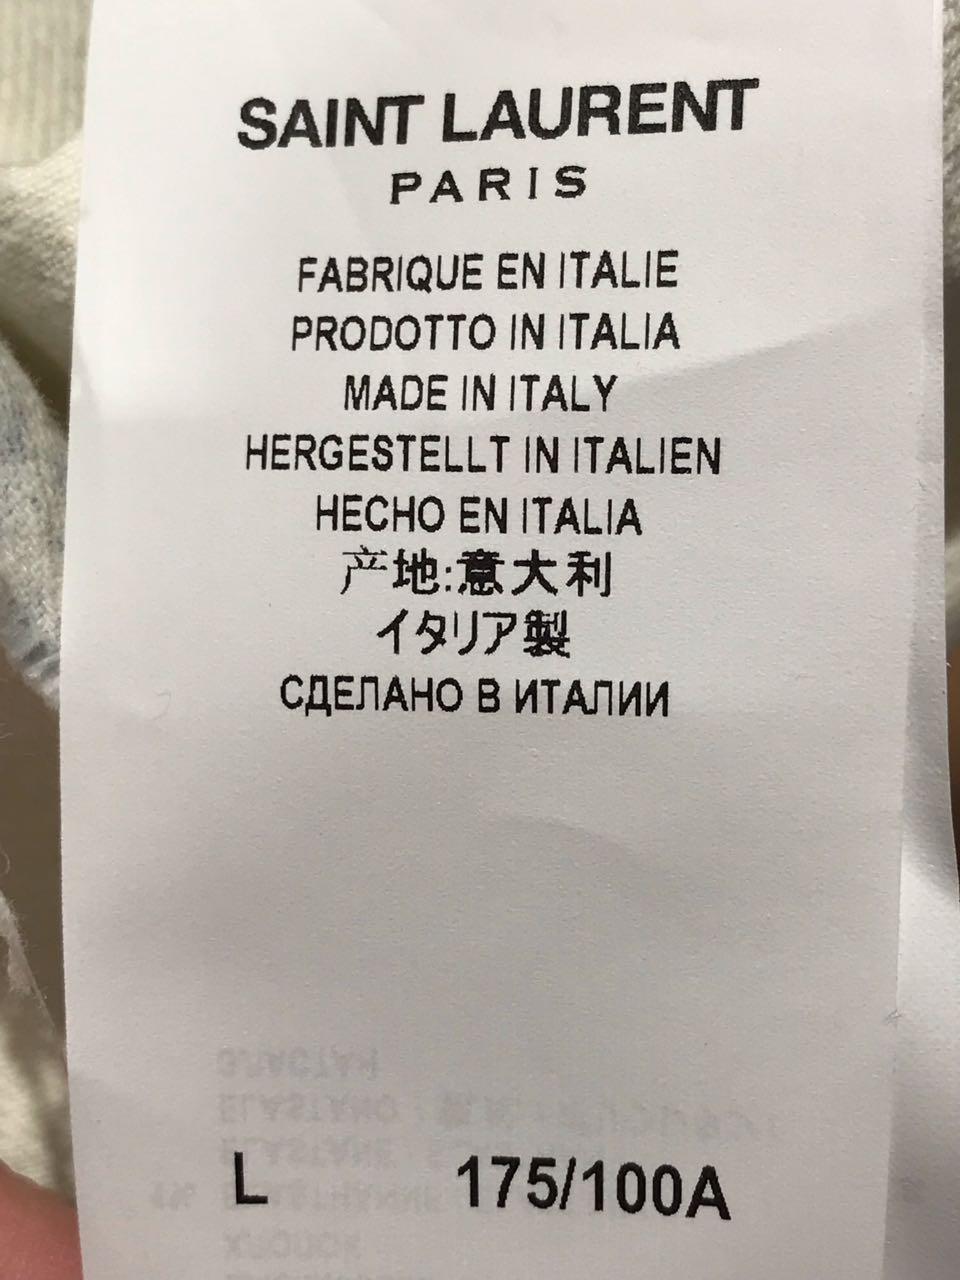 SAINT LAURENT
PARIS
FABRIQUE EN ITALIE
PRODOTTO IN ITALIA
MADE IN ITALY
HERGESTELLT IN ITALIEN
HECHO EN ITALIA
产地:意大利
イタリア製
СДЕЛАНО В ИТАЛИИ
L 175/100A